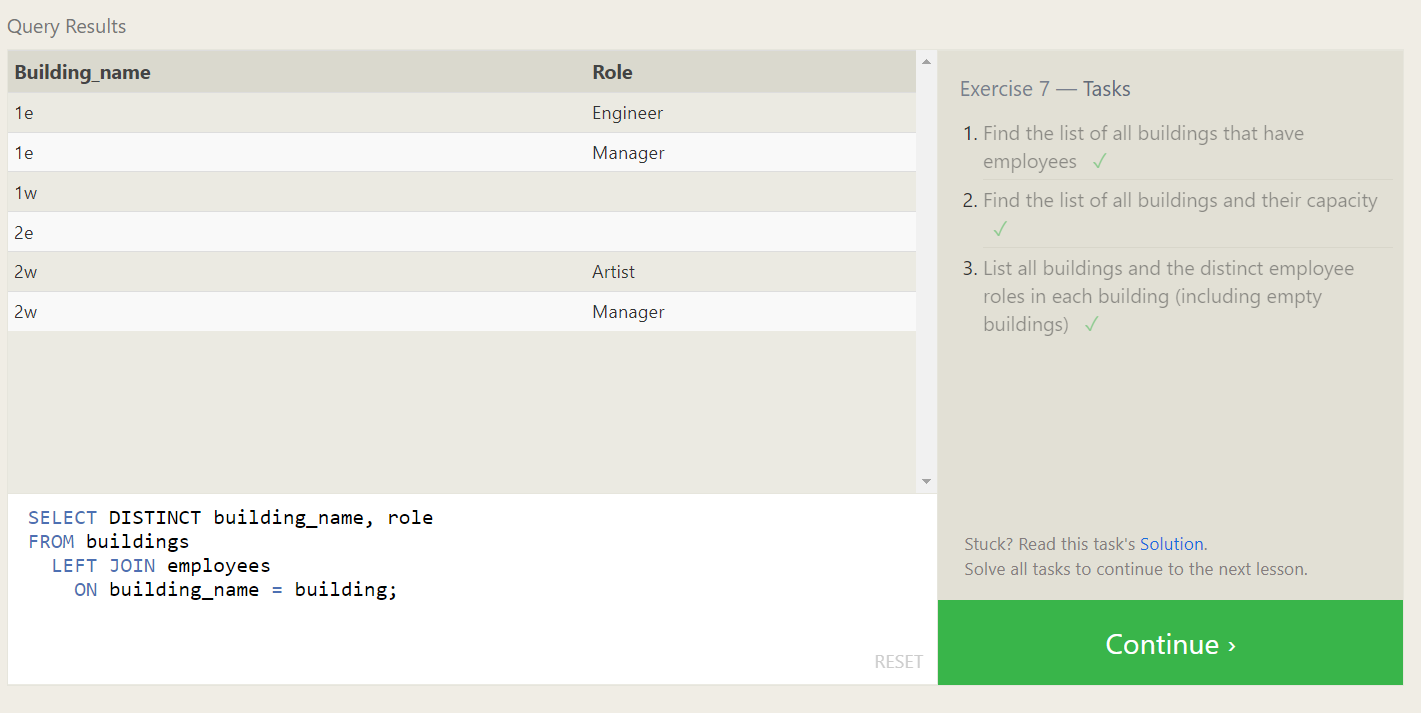 Query Results
Building_name Role
1e Engineer
1e Manager
1w
2e
2w Artist
2w Manager
SELECT DISTINCT building_name, role
FROM buildings
LEFT JOIN employees
ON building_name = building;
RESET
Exercise 7 — Tasks
1. Find the list of all buildings that have
employees ✓
2. Find the list of all buildings and their capacity
✓
3. List all buildings and the distinct employee
roles in each building (including empty
buildings) ✓
Stuck? Read this task's Solution.
Solve all tasks to continue to the next lesson.
Continue ›